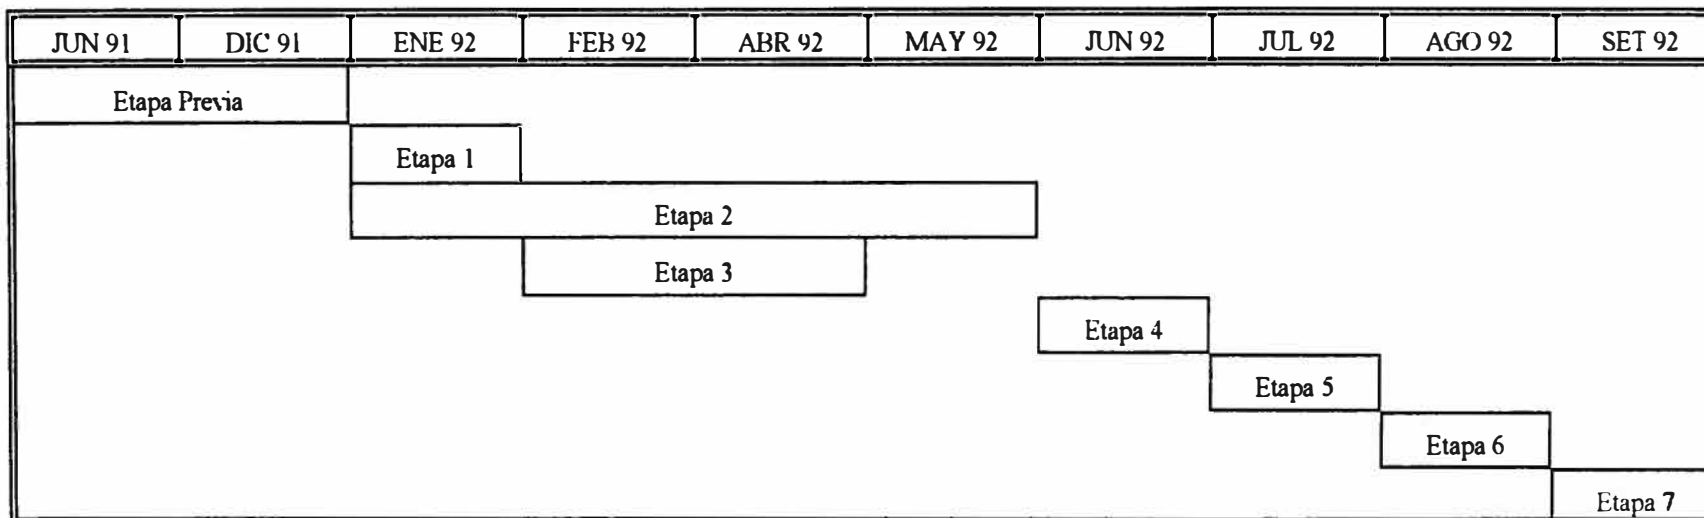 JUN 91 DIC 91 ENE 92 FEB 92 ABR 92 MAY 92 JUN 92 JUL 92 AGO 92 SET 92
Etapa Previa
Etapa 1
Etapa 2
Etapa 3
Etapa 4
Etapa 5
Etapa 6
Etapa 7